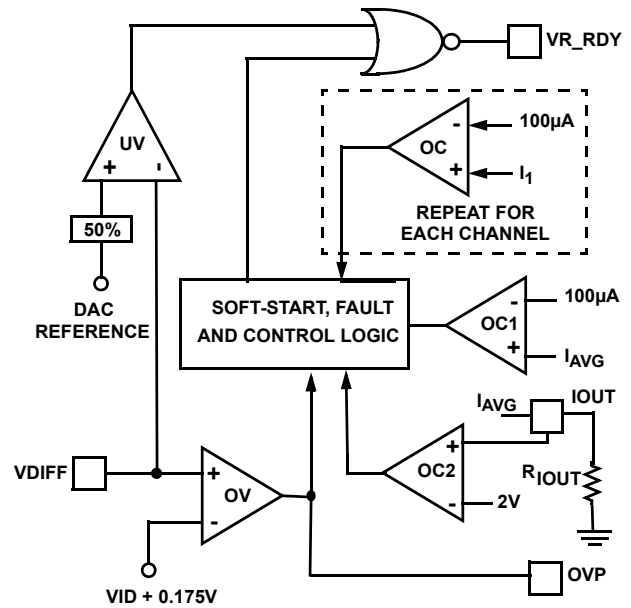 VR_RDY
UV
+ -
50%
DAC
REFERENCE
-
100µA
OC
+
I1
REPEAT FOR
EACH CHANNEL
SOFT-START, FAULT
AND CONTROL LOGIC
-
100µA
OC1
+
IAVG
IAVG
IOUT
+
OC2
-
2V
RIOUT
VDIFF
+
OV
-
VID + 0.175V
OVP